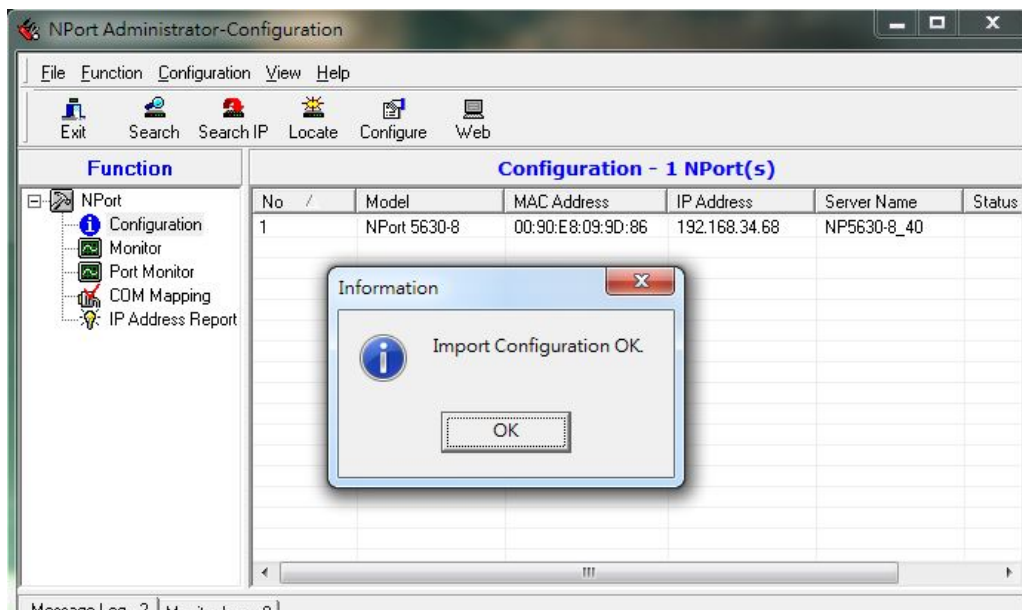 NPort Administrator-Configuration
File Function Configuration View Help
Exit Search Search IP Locate Configure Web
Function
Configuration - 1 NPort(s)
NPort
Configuration
Monitor
Port Monitor
COM Mapping
IP Address Report
No Model MAC Address IP Address Server Name Status
1 NPort 5630-8 00:90:E8:09:9D:86 192.168.34.68 NP5630-8_40
Information
Import Configuration OK.
OK
Message Log - 2